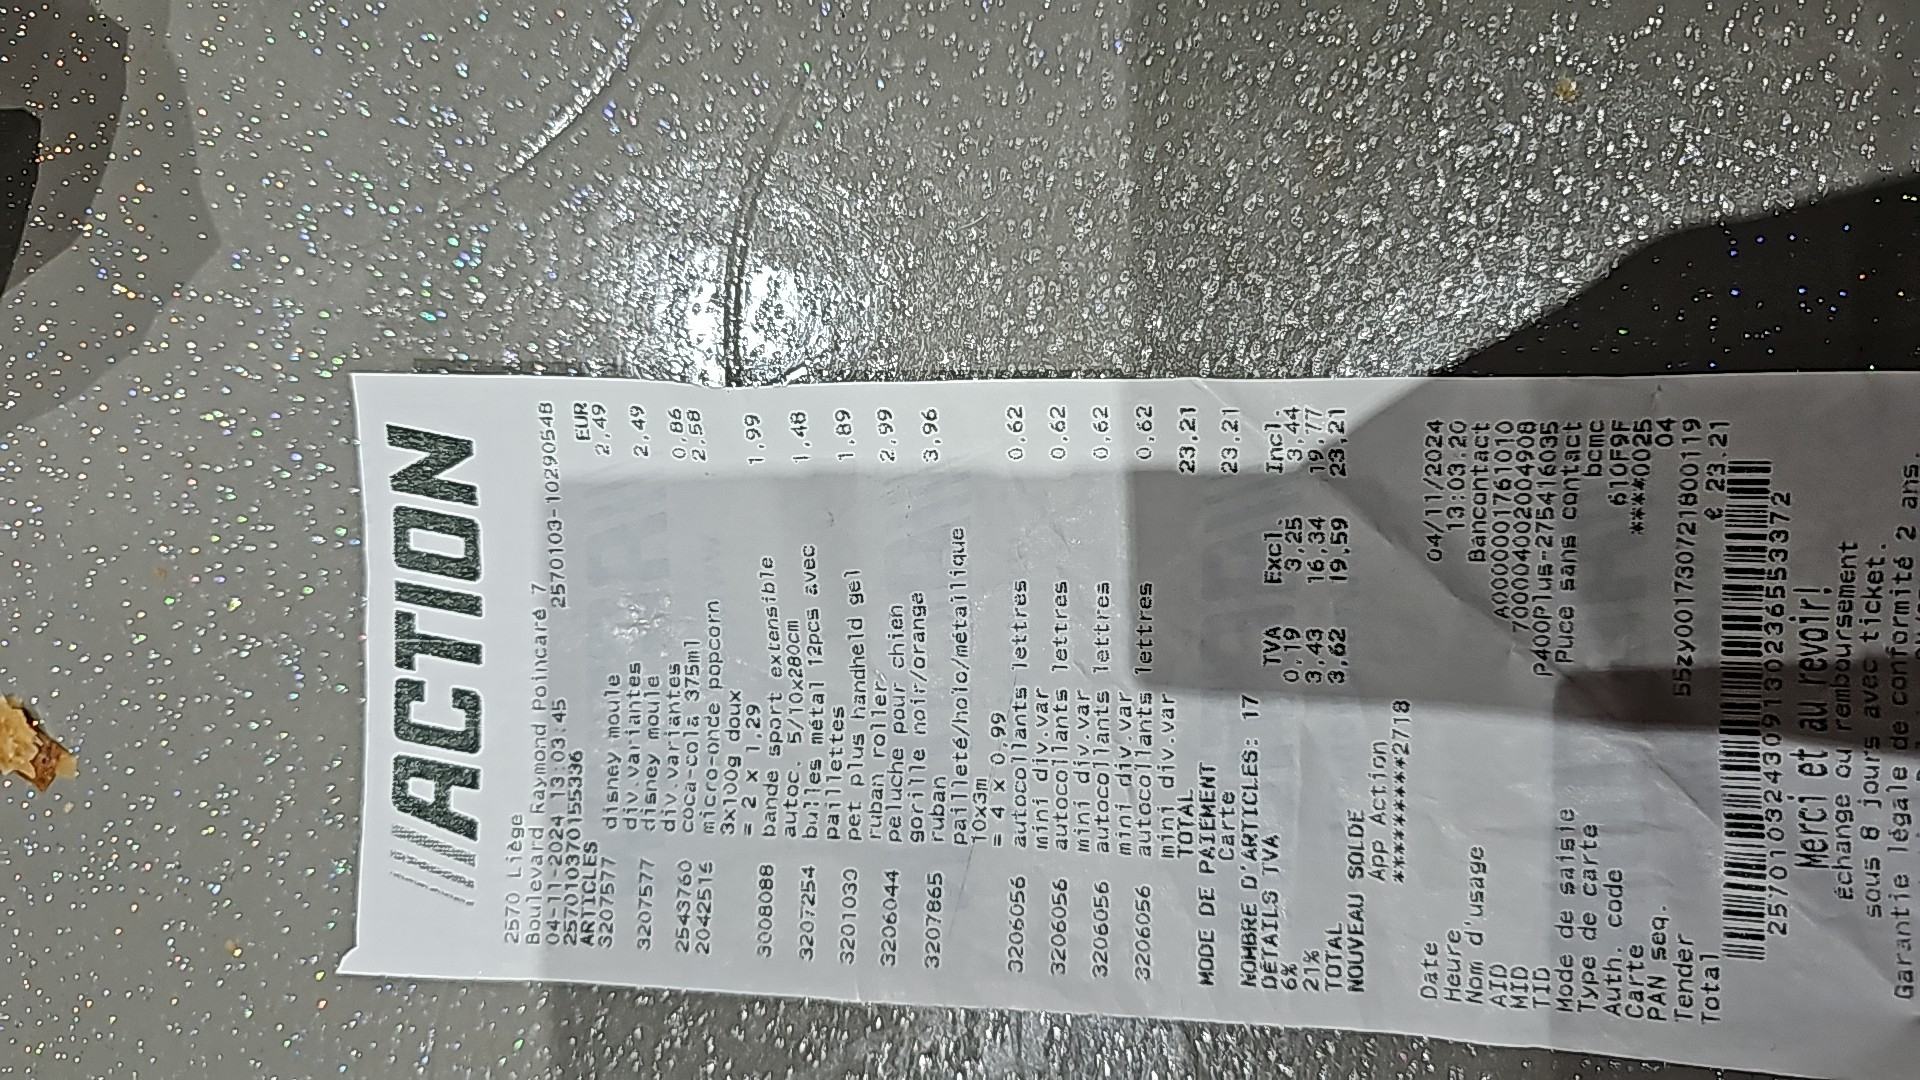 ACTION
2570 Liège
Boulevard Raymond Poincaré 7
04-11-2024 13:03:45 2570103-10290548
257010370155336
ARTICLES EUR
3207577 disney moule 2,49
div.variantes
3207577 disney moule 2,49
div.variantes
2543760 coca-cola 375ml 0,86
2042516 micro-onde popcorn 2,58
3x100g doux
= 2 x 1,29
3008088 bande sport extensible 1,99
autoc. 5/10x280cm
3207254 bulles métal 12pcs avec 1,48
paillettes
3201030 pet plus handheld gel 1,89
ruban roller
3206044 peluche pour chien 2,99
gorille noir/orange
3207865 ruban 3,96
pailleté/holo/métallique
10x3m
= 4 x 0,99
3206056 autocollants lettres 0,62
mini div.var
3206056 autocollants lettres 0,62
mini div.var
3206056 autocollants lettres 0,62
mini div.var
3206056 autocollants lettres 0,62
mini div.var
TOTAL 23,21
MODE DE PAIEMENT
Carte 23,21
NOMBRE D'ARTICLES: 17
DÉTAILS TVA TVA Excl. Incl.
6% 0,19 3,25 3,44
21% 3,43 16,34 19,77
TOTAL 3,62 19,59 23,21
NOUVEAU SOLDE
App Action
*********2718
Date 04/11/2024
Heure 13:03:20
Nom d'usage Bancontact
AID A0000001761010
MID 7000040020004908
TID P400Plus-275416035
Mode de saisie Puce sans contact
Type de carte bcmc
Auth. code 610F9F
Carte *****0025
PAN seq. 04
Tender 55zy001730721800119
Total € 23.21
257010324309130236553372
Merci et au revoir!
échange ou remboursement
sous 8 jours avec ticket.
Garantie légale de conformité 2 ans.